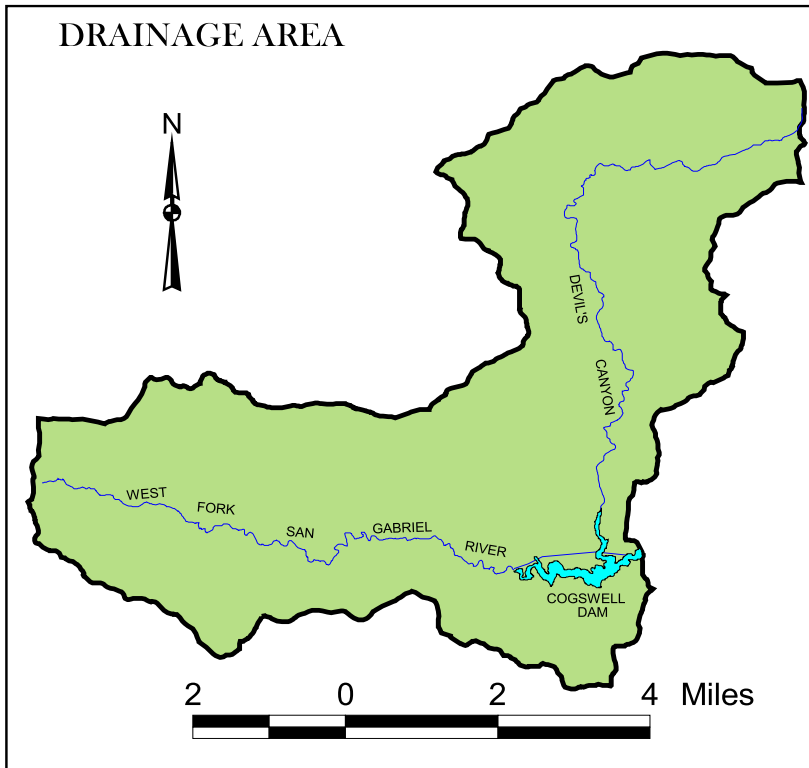 DRAINAGE AREA
N
DEVIL'S
CANYON
WEST FORK SAN GABRIEL RIVER
COGSWELL
DAM
2 0 2 4 Miles